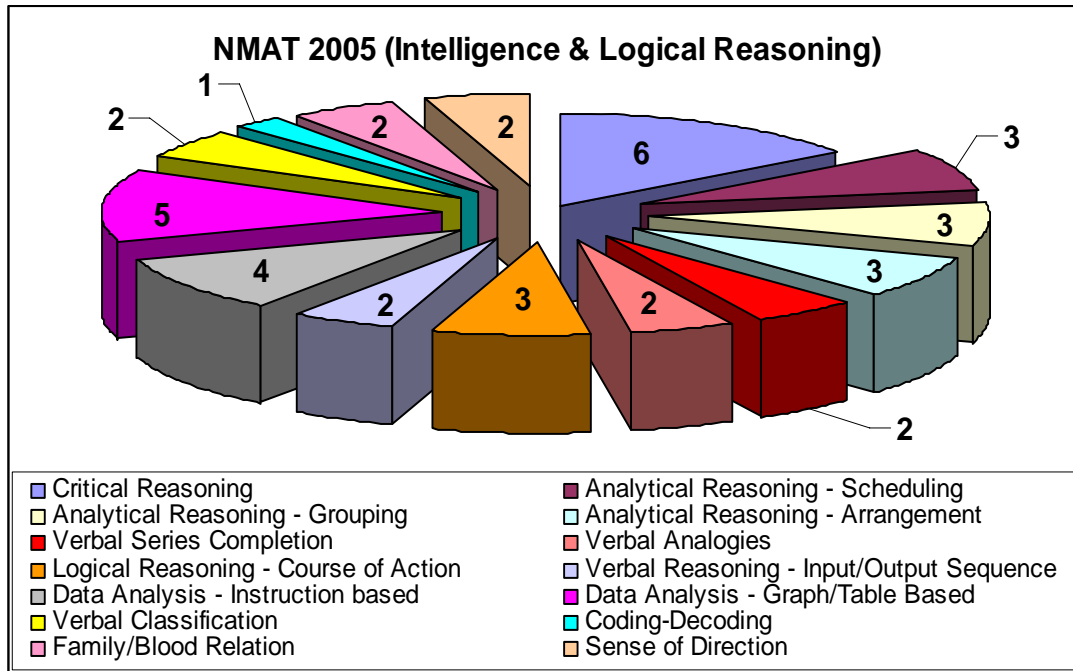 NMAT 2005 (Intelligence & Logical Reasoning)
1
2
2
2
6
3
5
3
4
3
2
3
2
2
Critical Reasoning
Analytical Reasoning - Scheduling
Analytical Reasoning - Grouping
Analytical Reasoning - Arrangement
Verbal Series Completion
Verbal Analogies
Logical Reasoning - Course of Action
Verbal Reasoning - Input/Output Sequence
Data Analysis - Instruction based
Data Analysis - Graph/Table Based
Verbal Classification
Coding-Decoding
Family/Blood Relation
Sense of Direction